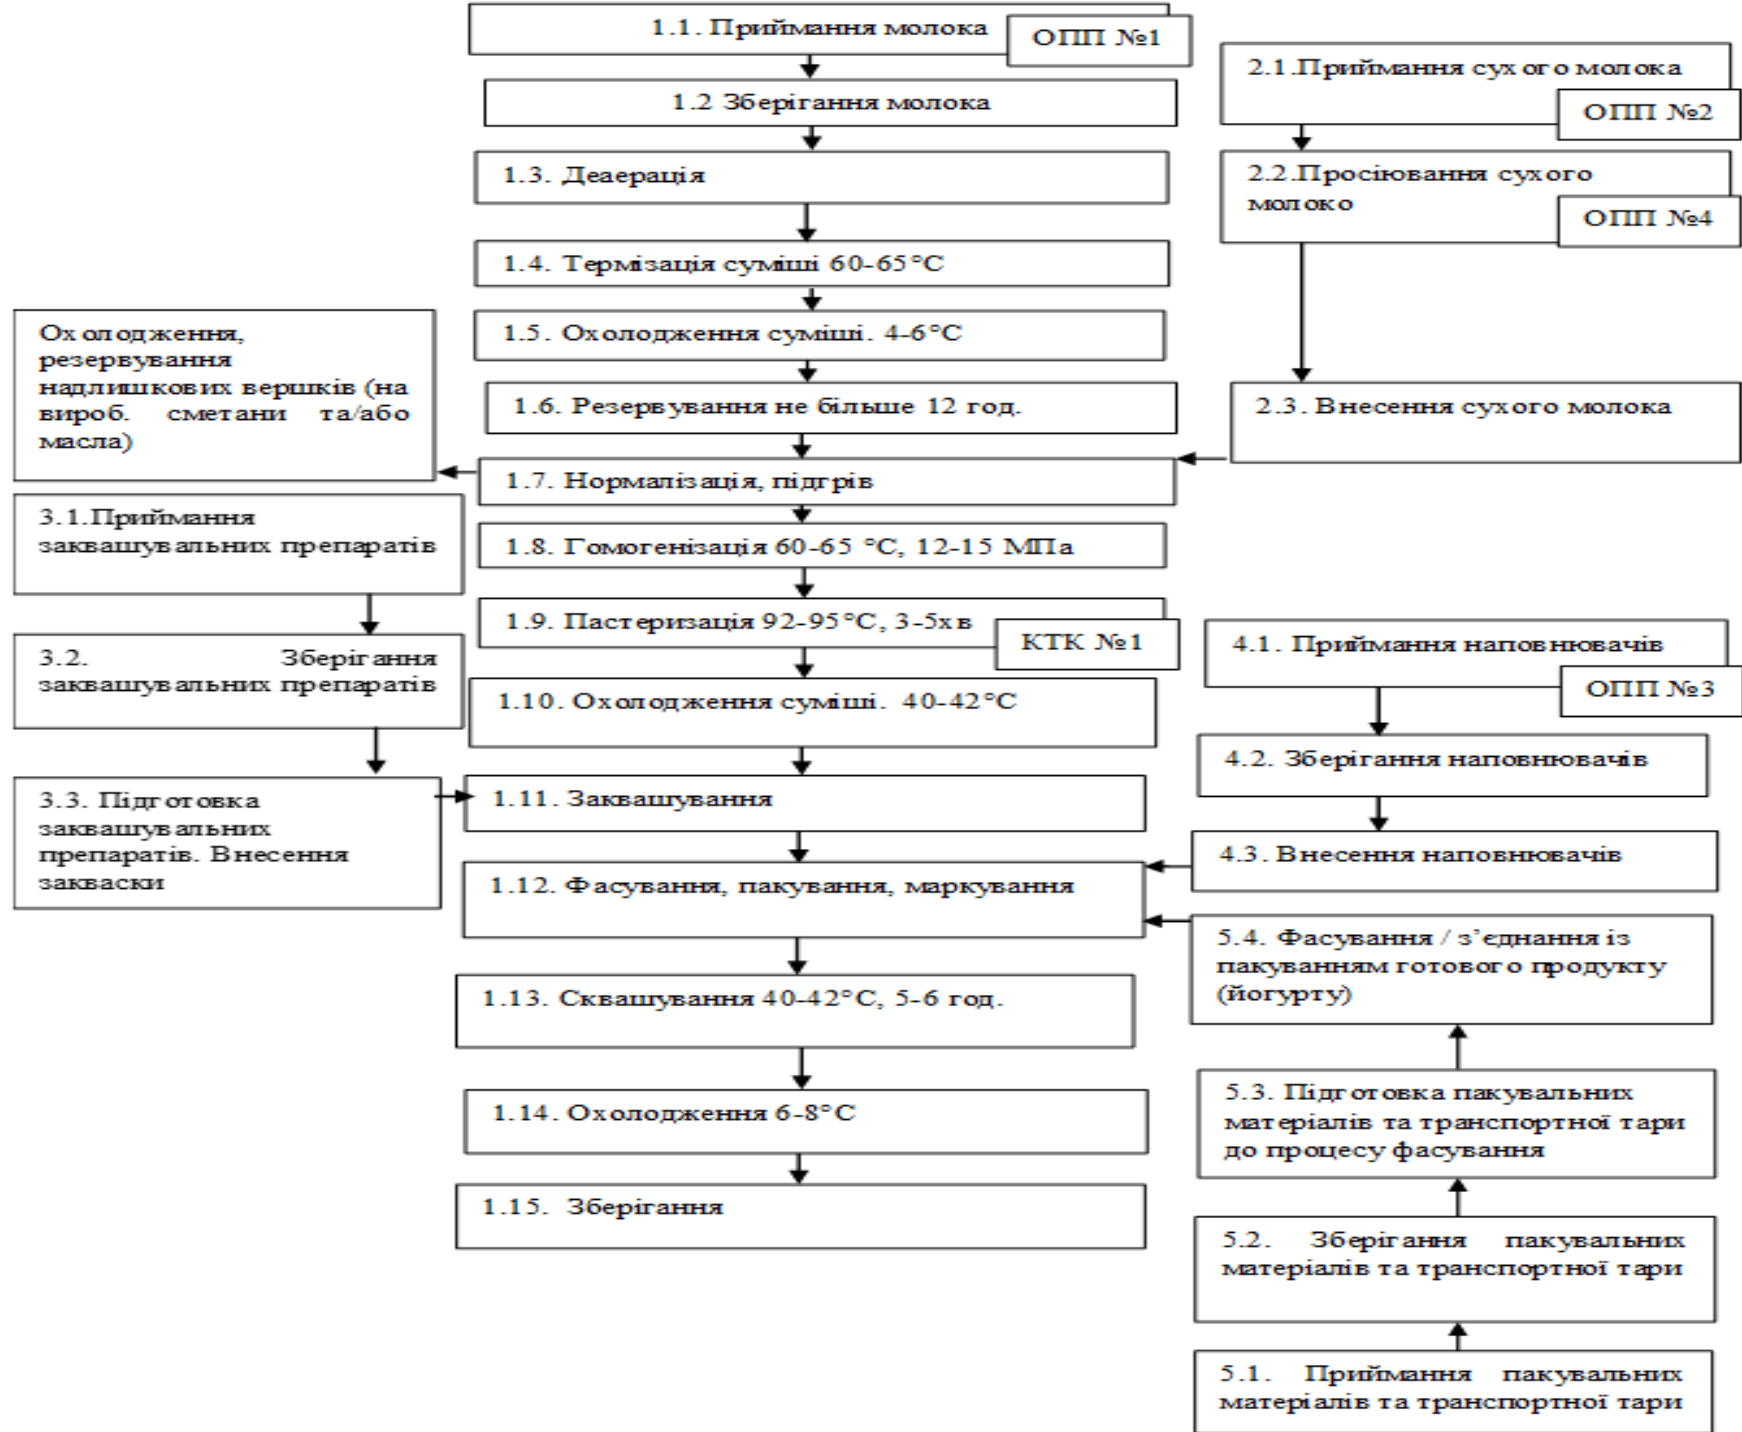 1.1. Приймання молока
ОПП №1
1.2 Зберігання молока
1.3. Деаерація
1.4. Термізація суміші 60-65°С
1.5. Охолодження суміші. 4-6°С
1.6. Резервування не більше 12 год.
1.7. Нормалізація, підгрів
1.8. Гомогенізація 60-65 °С, 12-15 МПа
1.9. Пастеризація 92-95°С, 3-5хв
КТК №1
1.10. Охолодження суміші. 40-42°С
1.11. Заквашування
1.12. Фасування, пакування, маркування
1.13. Сквашування 40-42°С, 5-6 год.
1.14. Охолодження 6-8°С
1.15. Зберігання
2.1.Приймання сухого молока
ОПП №2
2.2.Просіювання сухого
молоко
ОПП №4
2.3. Внесення сухого молока
Охолодження,
резервування
надлишкових вершків (на
вироб. сметани та/або
масла)
3.1.Приймання
заквашувальних препаратів
3.2. Зберігання
заквашувальних препаратів
3.3. Підготовка
заквашувальних
препаратів. Внесення
закваски
4.1. Приймання наповнювачів
ОПП №3
4.2. Зберігання наповнювачів
4.3. Внесення наповнювачів
5.4. Фасування / з’єднання із
пакуванням готового продукту
(йогурту)
5.3. Підготовка пакувальних
матеріалів та транспортної тари
до процесу фасування
5.2. Зберігання пакувальних
матеріалів та транспортної тари
5.1. Приймання пакувальних
матеріалів та транспортної тари